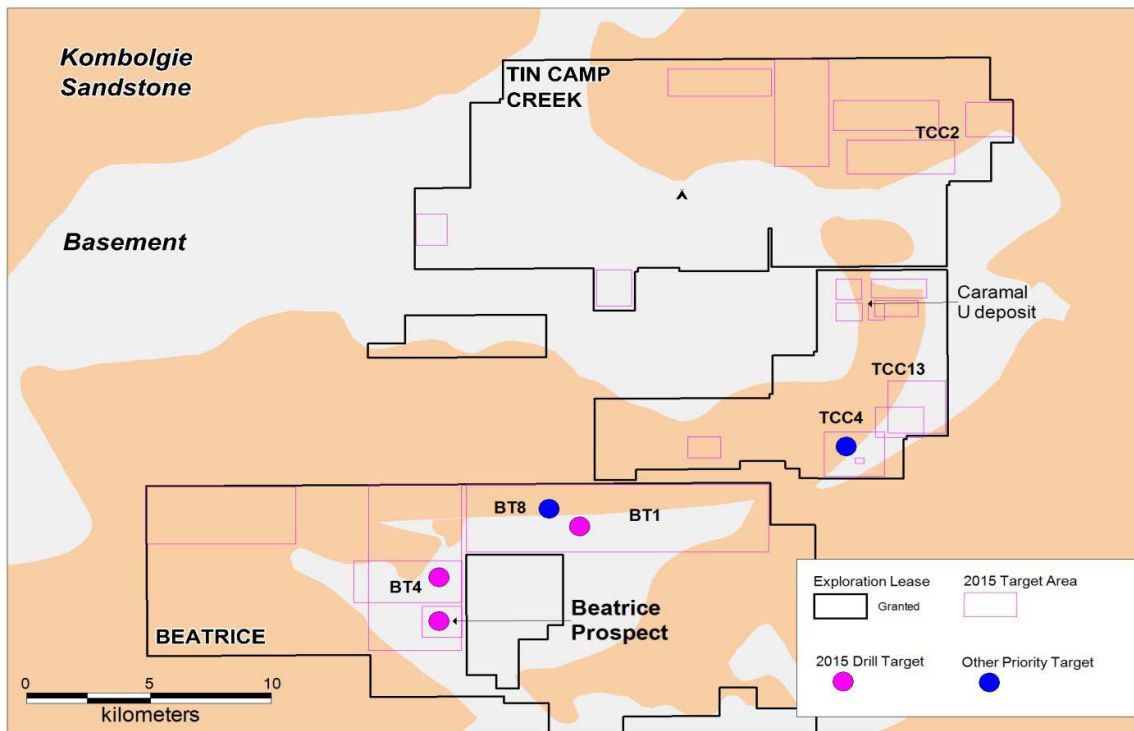 Kombolgie
Sandstone
TIN CAMP
CREEK
TCC2
Basement
Caramal
U deposit
TCC13
TCC4
BT8
BT1
BT4
Beatrice
Prospect
BEATRICE
0 5 10
kilometers
Exploration Lease
Granted
2015 Target Area
2015 Drill Target
Other Priority Target